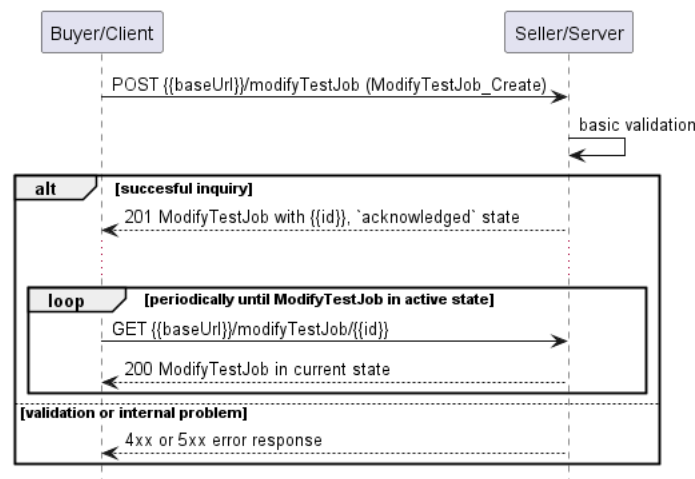 Buyer/Client
Seller/Server
POST {{baseUrl}}/modifyTestJob (ModifyTestJob_Create)
basic validation
alt [succesful inquiry]
201 ModifyTestJob with {{id}}, `acknowledged` state
loop [periodically until ModifyTestJob in active state]
GET {{baseUrl}}/modifyTestJob/{{id}}
200 ModifyTestJob in current state
[validation or internal problem]
4xx or 5xx error response